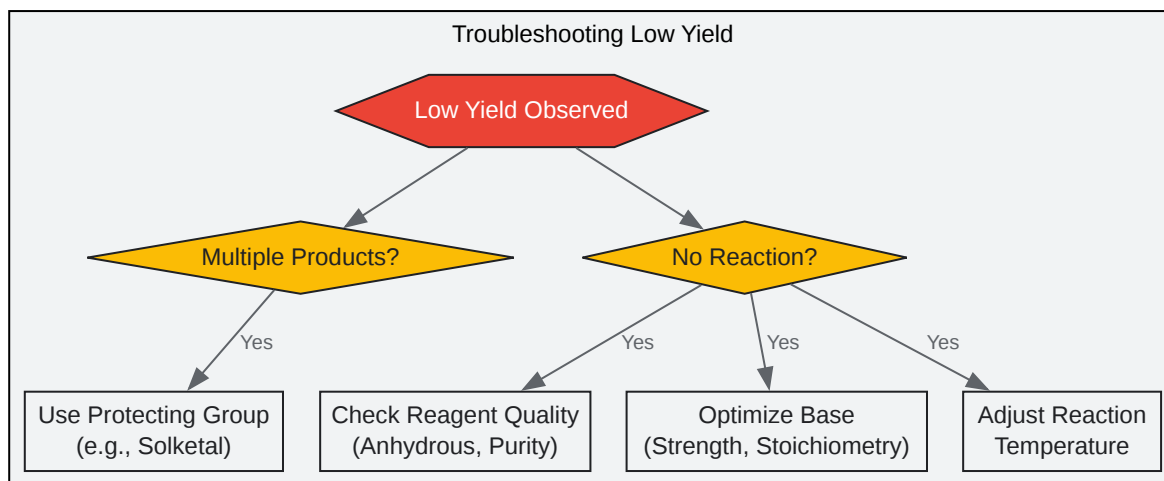 Troubleshooting Low Yield
Low Yield Observed
Multiple Products?
No Reaction?
Yes
Yes
Yes
Yes
Use Protecting Group
(e.g., Solketal)
Check Reagent Quality
(Anhydrous, Purity)
Optimize Base
(Strength, Stoichiometry)
Adjust Reaction
Temperature